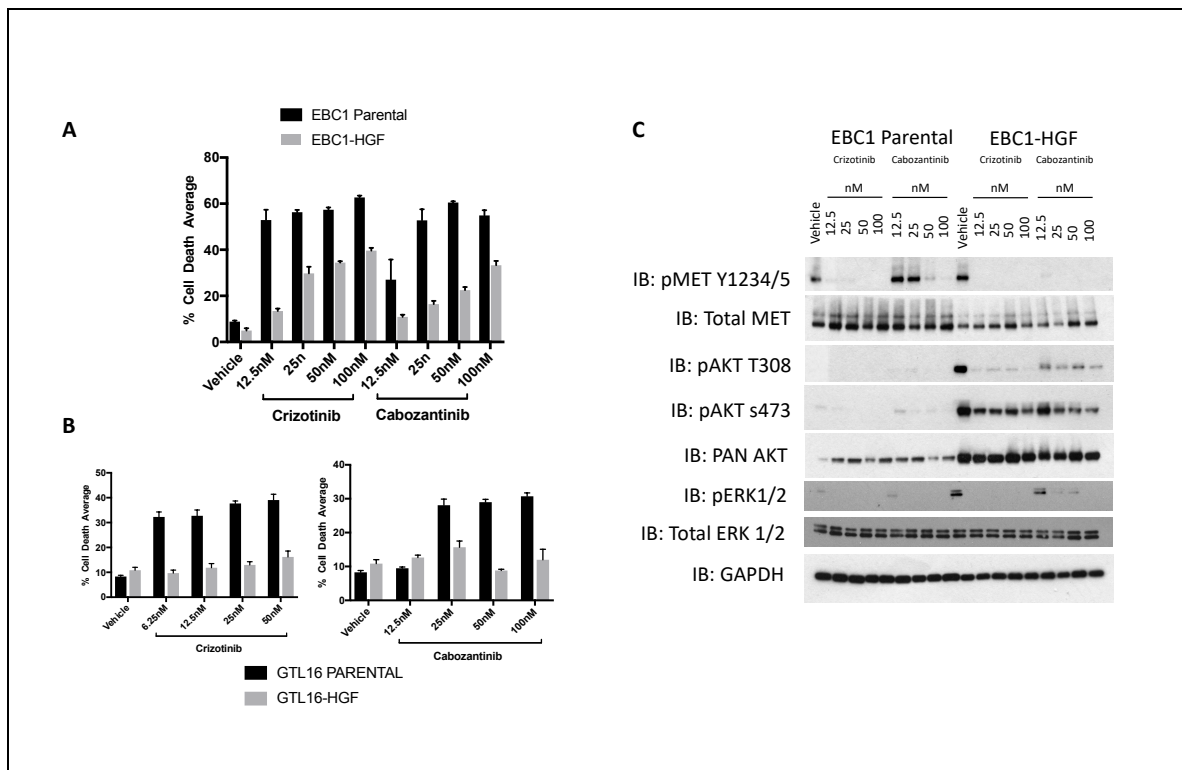 A
EBC1 Parental
EBC1-HGF
% Cell Death Average
80
60
40
20
0
Vehicle
12.5nM
25n
50nM
100nM
12.5nM
25nM
50nM
100nM
Crizotinib
Cabozantinib
B
% Cell Death Average
50
40
30
20
10
0
Vehicle
6.25nM
12.5nM
25nM
50nM
Crizotinib
% Cell Death Average
40
30
20
10
0
Vehicle
12.5nM
25nM
50nM
100nM
Cabozantinib
GTL16 PARENTAL
GTL16-HGF
C
EBC1 Parental EBC1-HGF
Crizotinib Cabozantinib Crizotinib Cabozantinib
nM nM nM nM
Vehicle 12.5 25 50 100 12.5 25 50 100 Vehicle 12.5 25 50 100 12.5 25 50 100
IB: pMET Y1234/5
IB: Total MET
IB: pAKT T308
IB: pAKT s473
IB: PAN AKT
IB: pERK1/2
IB: Total ERK 1/2
IB: GAPDH